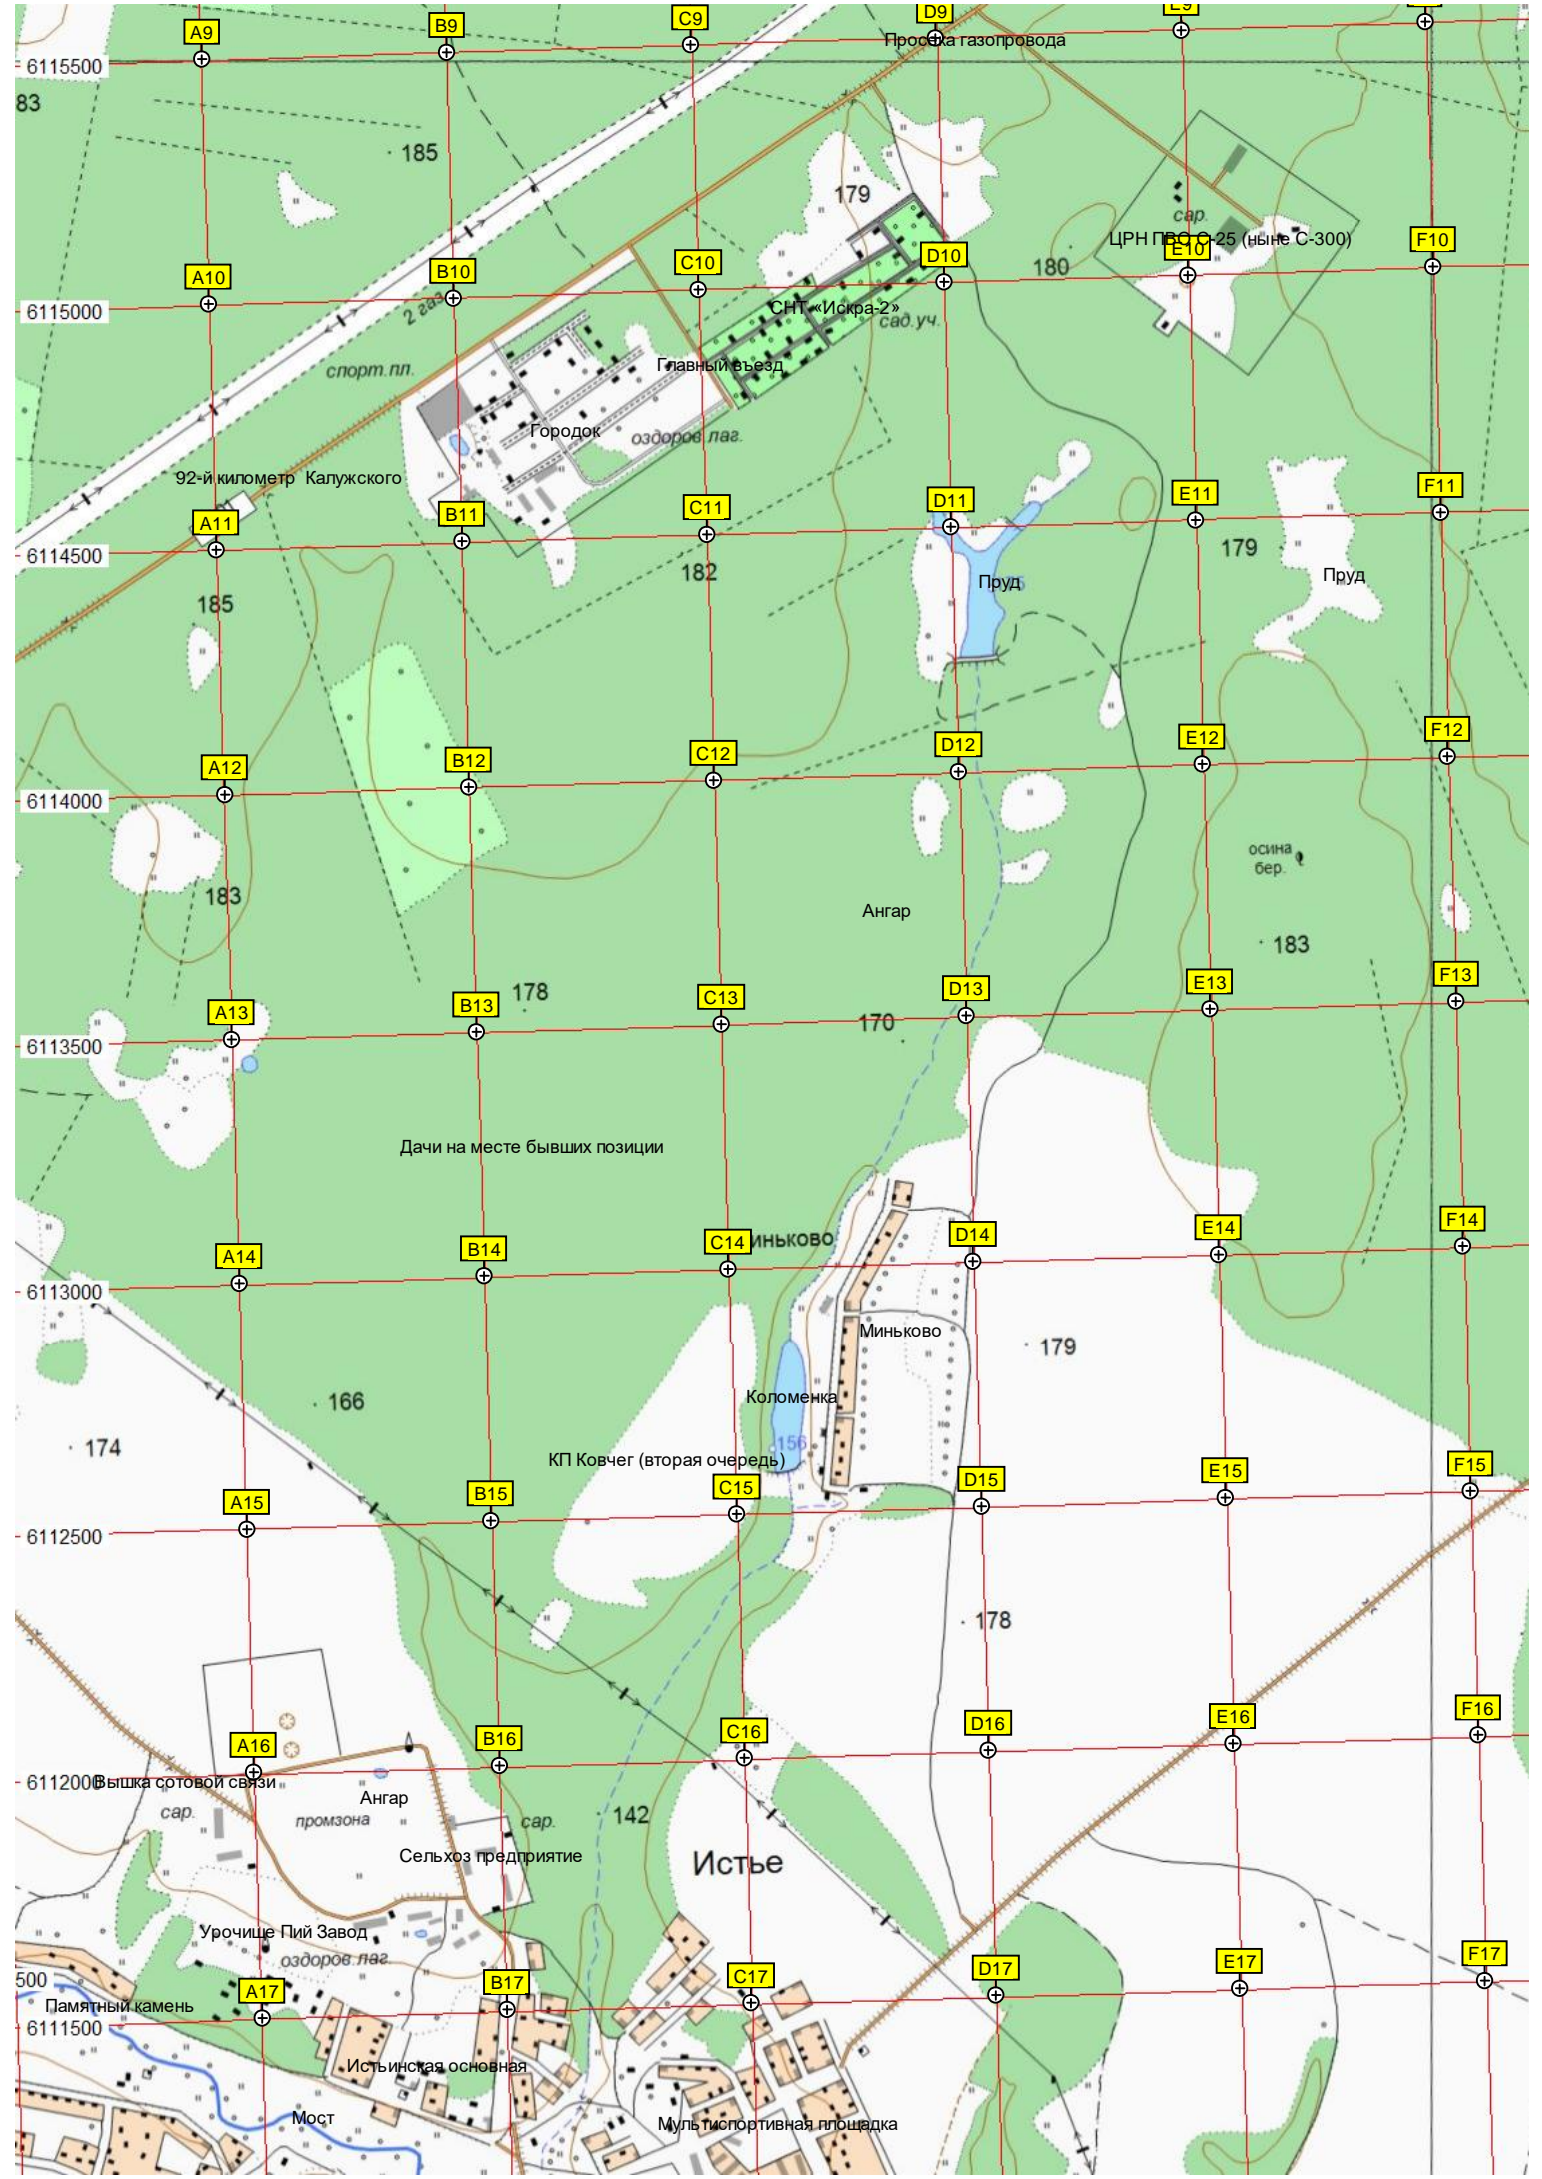 A9
B9
C9
D9
E9
Просека газопровода
6115500
83
185
179
сар.
ЦРН ПВО С-25 (ныне С-300)
180
A10
B10
C10
D10
E10
F10
6115000
2 газ.
СНТ «Искра-2»
сад.уч.
спорт.пл.
Главный въезд
Городок
оздоров.лаг.
92-й километр Калужского
A11
B11
C11
D11
E11
F11
6114500
182
179
Пруд
Пруд
185
A12
B12
C12
D12
E12
F12
6114000
осина
бер.
183
Ангар
183
178
170
A13
B13
C13
D13
E13
F13
6113500
Дачи на месте бывших позиции
A14
B14
C14
иньково
D14
E14
F14
6113000
Миньково
179
166
Коломенка
174
156
КП Ковчег (вторая очередь)
A15
B15
C15
D15
E15
F15
6112500
178
A16
B16
C16
D16
E16
F16
6112000
Вышка сотовой связи
Ангар
сар.
промзона
сар.
142
Сельхоз предприятие
Истье
Урочище Пий Завод
оздоров.лаг.
A17
B17
C17
D17
E17
F17
500
Памятный камень
6111500
Истьинская основная
Мост
Мультиспортивная площадка